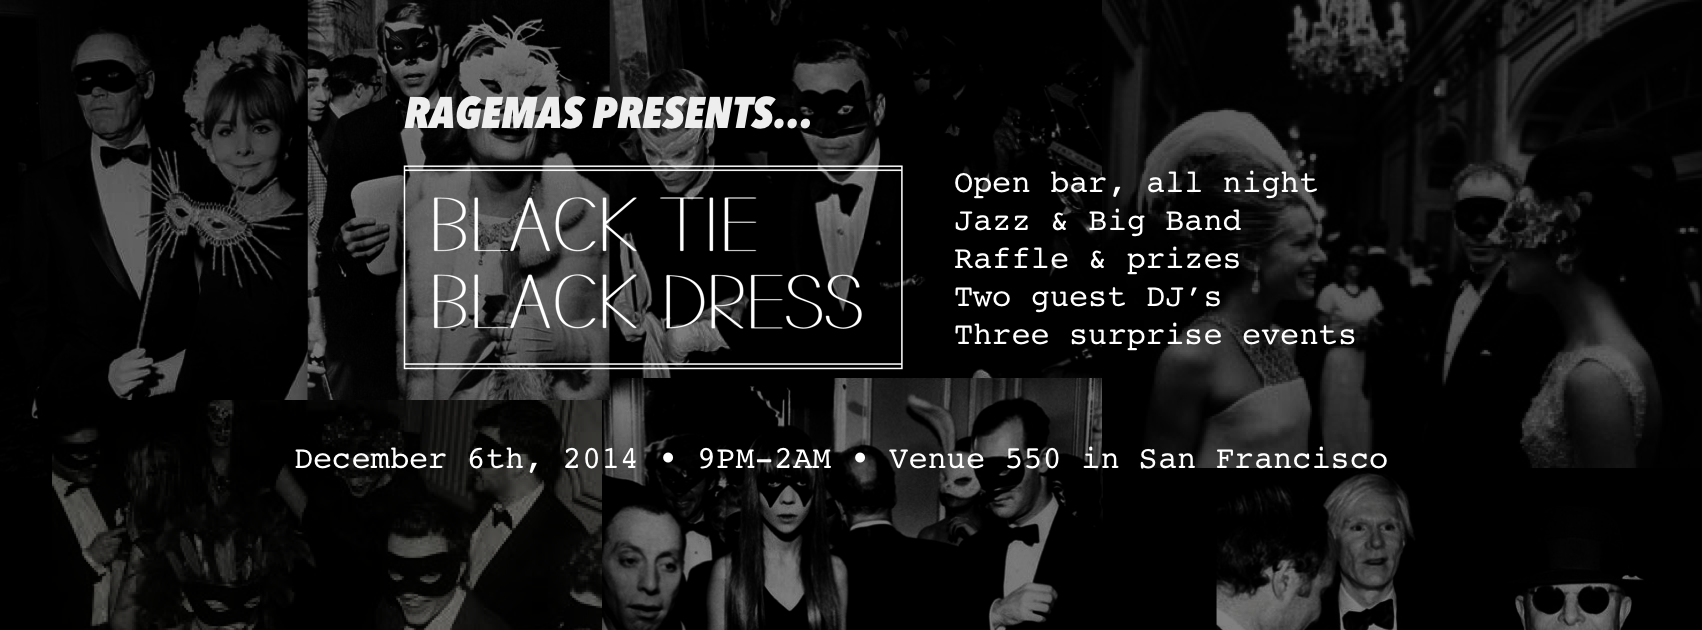 RAGEMAS PRESENTS...
BLACK TIE
BLACK DRESS
Open bar, all night
Jazz & Big Band
Raffle & prizes
Two guest DJ’s
Three surprise events
December 6th, 2014 • 9PM-2AM • Venue 550 in San Francisco